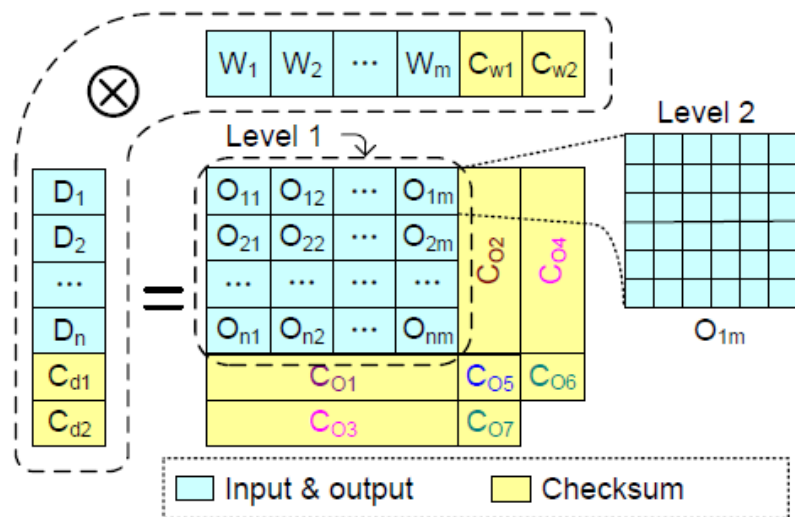 W1 W2 ... Wm Cw1 Cw2
⊗
Level 1
Level 2
D1
D2
...
Dn
Cd1
Cd2
=
O11 O12 ... O1m
O21 O22 ... O2m
... ... ... ...
On1 On2 ... Onm
CO2
CO4
CO1 CO5 CO6
CO3 CO7
O1m
Input & output
Checksum